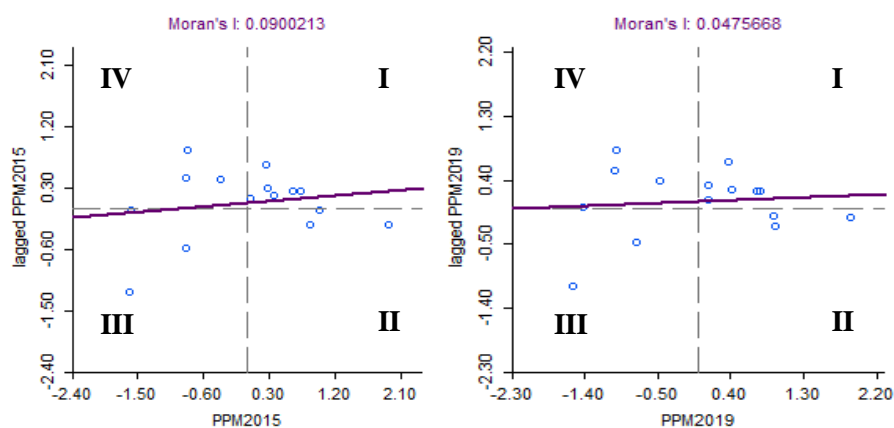 Moran's I: 0.0900213
IV
I
III
II
lagged PPM2015
2.10
1.20
0.30
-0.60
-1.50
-2.40
-2.40 -1.50 -0.60 0.30 1.20 2.10
PPM2015
Moran's I: 0.0475668
IV
I
III
II
lagged PPM2019
2.20
1.30
0.40
-0.50
-1.40
-2.30
-2.30 -1.40 -0.50 0.40 1.30 2.20
PPM2019